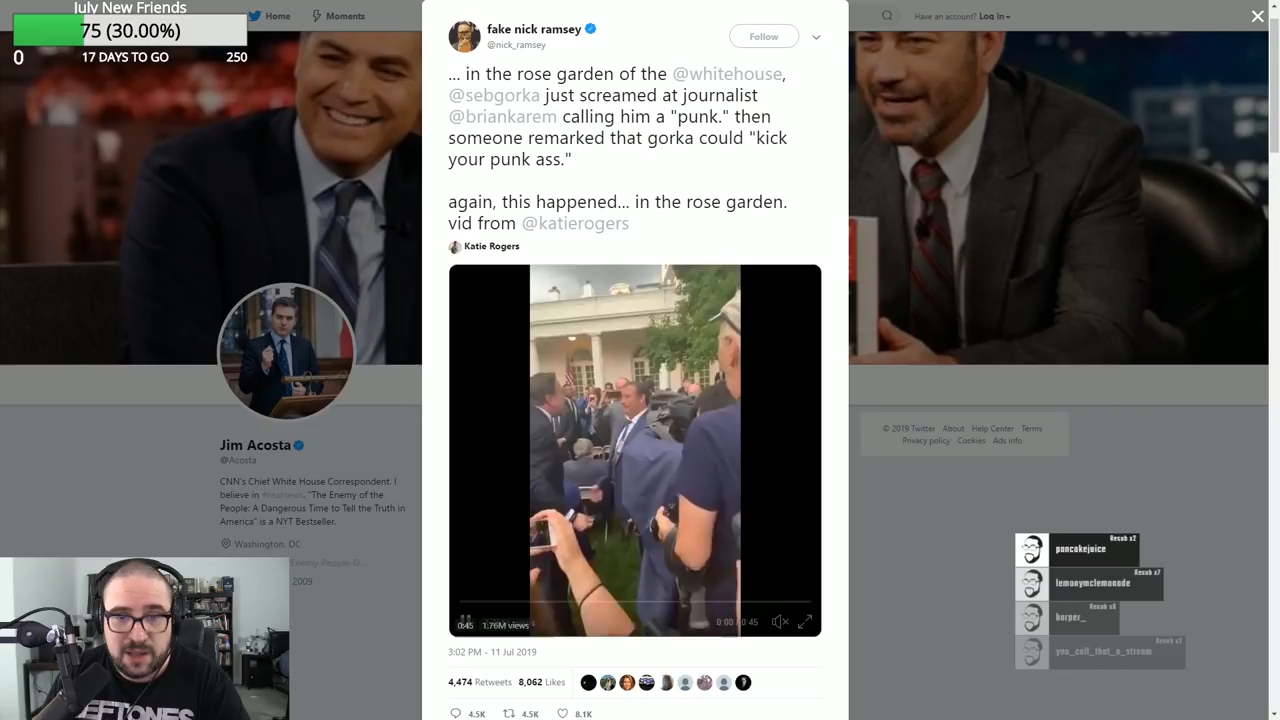 July New Friends
75 (30.00%)
0
17 DAYS TO GO
250
Home
Moments
Have an account? Log in
fake nick ramsey
@nick_ramsey
Follow
... in the rose garden of the @whitehouse,
@sebgorka just screamed at journalist
@briankarem calling him a "punk." then
someone remarked that gorka could "kick
your punk ass."
again, this happened... in the rose garden.
vid from @katierogers
Katie Rogers
0:45 1.76M views
0:00 0:45
3:02 PM - 11 Jul 2019
4,474 Retweets 8,062 Likes
4.5K 4.5K 8.1K
Jim Acosta
@Acosta
CNN's Chief White House Correspondent. I
believe in #realnews. "The Enemy of the
People: A Dangerous Time to Tell the Truth in
America" is a NYT Bestseller.
Washington, DC
Enemy-People-D...
2009
© 2019 Twitter About Help Center Terms
Privacy policy Cookies Ads info
Resub x2
pancakejoice
Resub x7
lemonymclemonade
Resub x6
harper_
you_call_that_a_stream
DEFTONES